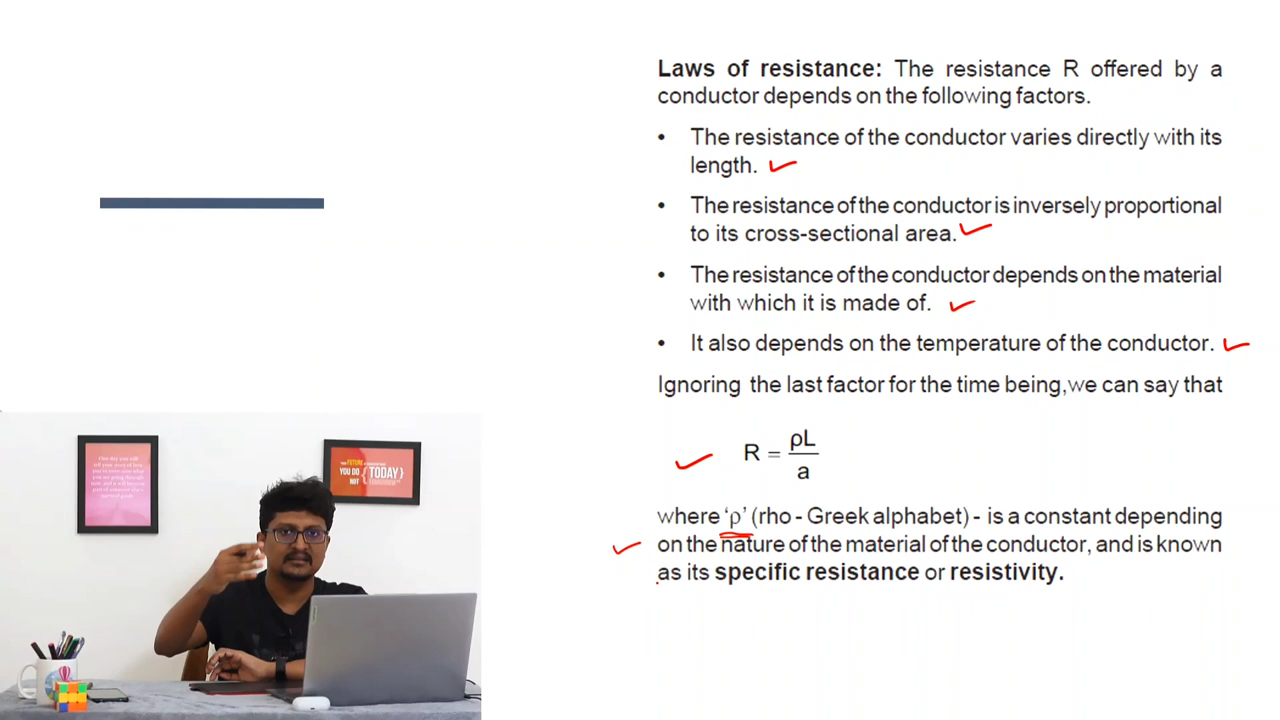 Laws of resistance: The resistance R offered by a
conductor depends on the following factors.
• The resistance of the conductor varies directly with its
length.
• The resistance of the conductor is inversely proportional
to its cross-sectional area.
• The resistance of the conductor depends on the material
with which it is made of.
• It also depends on the temperature of the conductor.
Ignoring the last factor for the time being, we can say that
R = ρL
a
where 'ρ' (rho - Greek alphabet) - is a constant depending
on the nature of the material of the conductor, and is known
as its specific resistance or resistivity.
One day you will
FUTURE
YOU DO
NOT
{ TODAY }